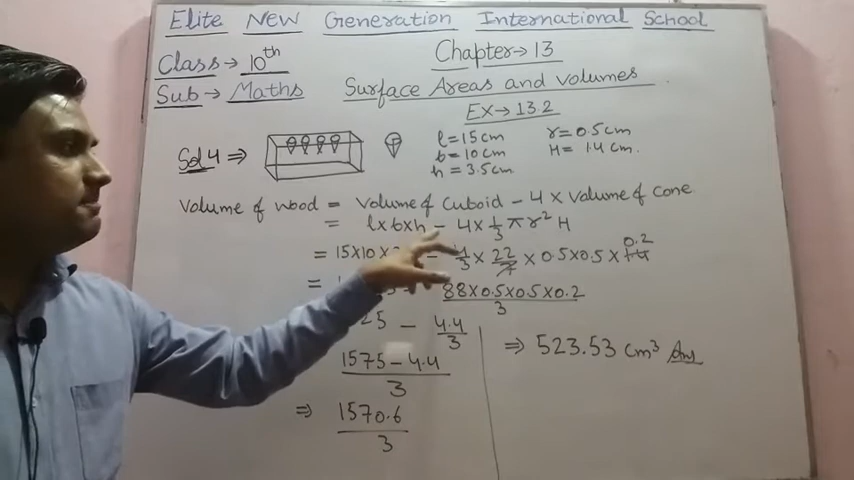 Elite New Generation International School
Class → 10th
Chapter → 13
Sub → Maths
Surface Areas and volumes
EX → 13.2
Sol 4 ⇒
l = 15 cm
b = 10 cm
h = 3.5 cm
r = 0.5 cm
H = 1.4 cm.
Volume of wood = Volume of Cuboid - 4 × Volume of Cone
= l×b×h - 4 × 1/3 π r² H
= 15×10× - 4/3 × 22/7 × 0.5×0.5× 1.4 0.2
= 88×0.5×0.5×0.2/3
25 - 4.4/3
1575 - 4.4/3
⇒ 1570.6/3
⇒ 523.53 cm³ Ans